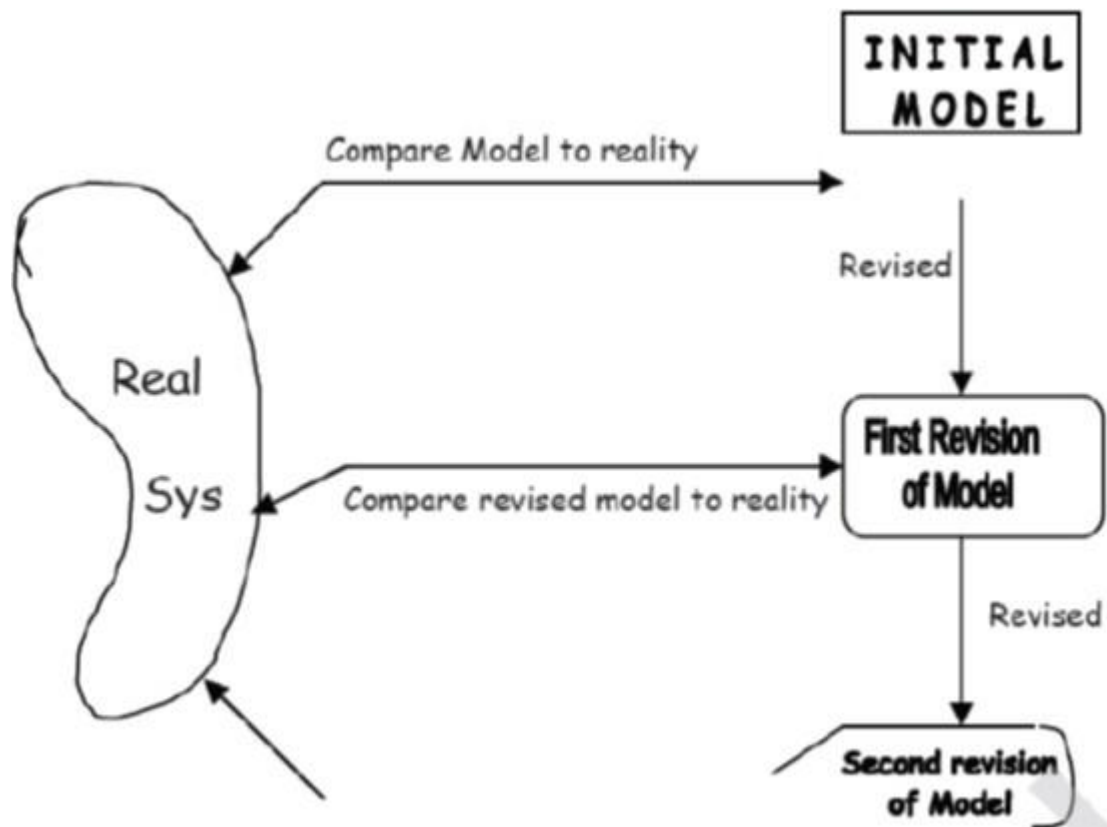 INITIAL
MODEL
Compare Model to reality
Revised
Real
Sys
First Revision
of Model
Compare revised model to reality
Revised
Second revision
of Model